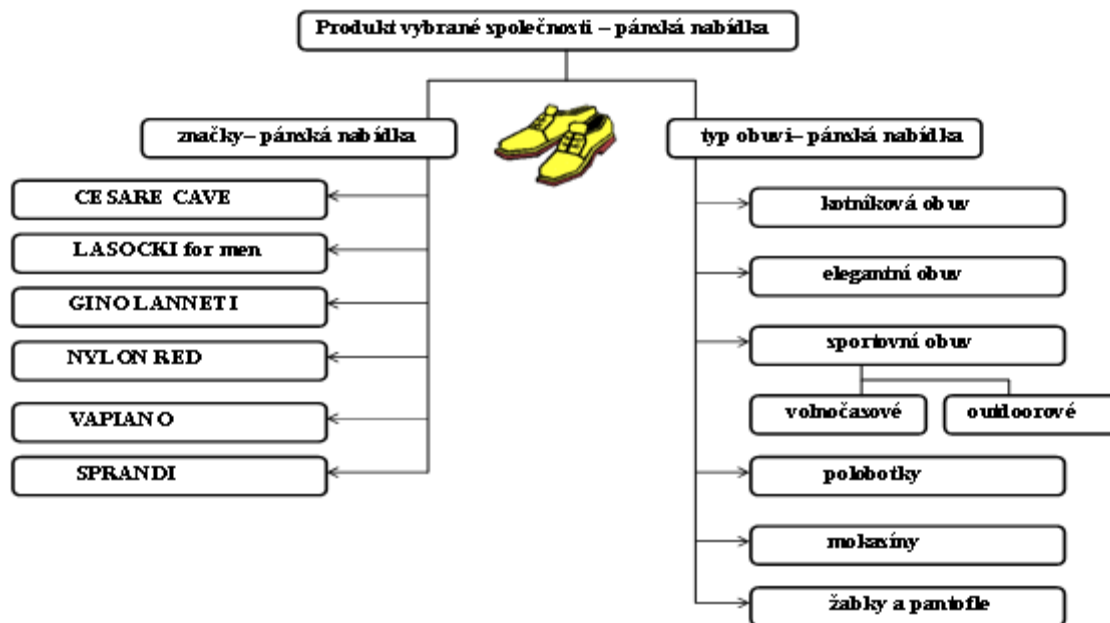 Produkt vybrané společnosti – pánská nabídka
značky– pánská nabídka
CESARE CAVE
LASOCKI for men
GINO LANNETI
NYLON RED
VAPIANO
SPRANDI
typ obuvi– pánská nabídka
kotníková obuv
elegantní obuv
sportovní obuv
volnočasové
outdoorové
polobotky
mokasíny
žabky a pantofle